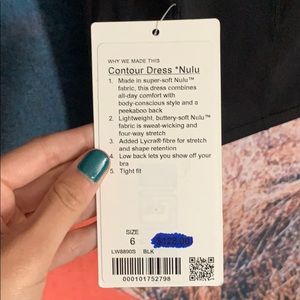 WHY WE MADE THIS
Contour Dress *Nulu
1. Made in super-soft Nulu™
fabric, this dress combines
all-day comfort with
body-conscious style and a
peekaboo back
2. Lightweight, buttery-soft Nulu™
fabric is sweat-wicking and
four-way stretch
3. Added Lycra® fibre for stretch
and shape retention
4. Low back lets you show off your
bra
5. Tight fit
SIZE
6
$128.00
LW8890S BLK
000101752798